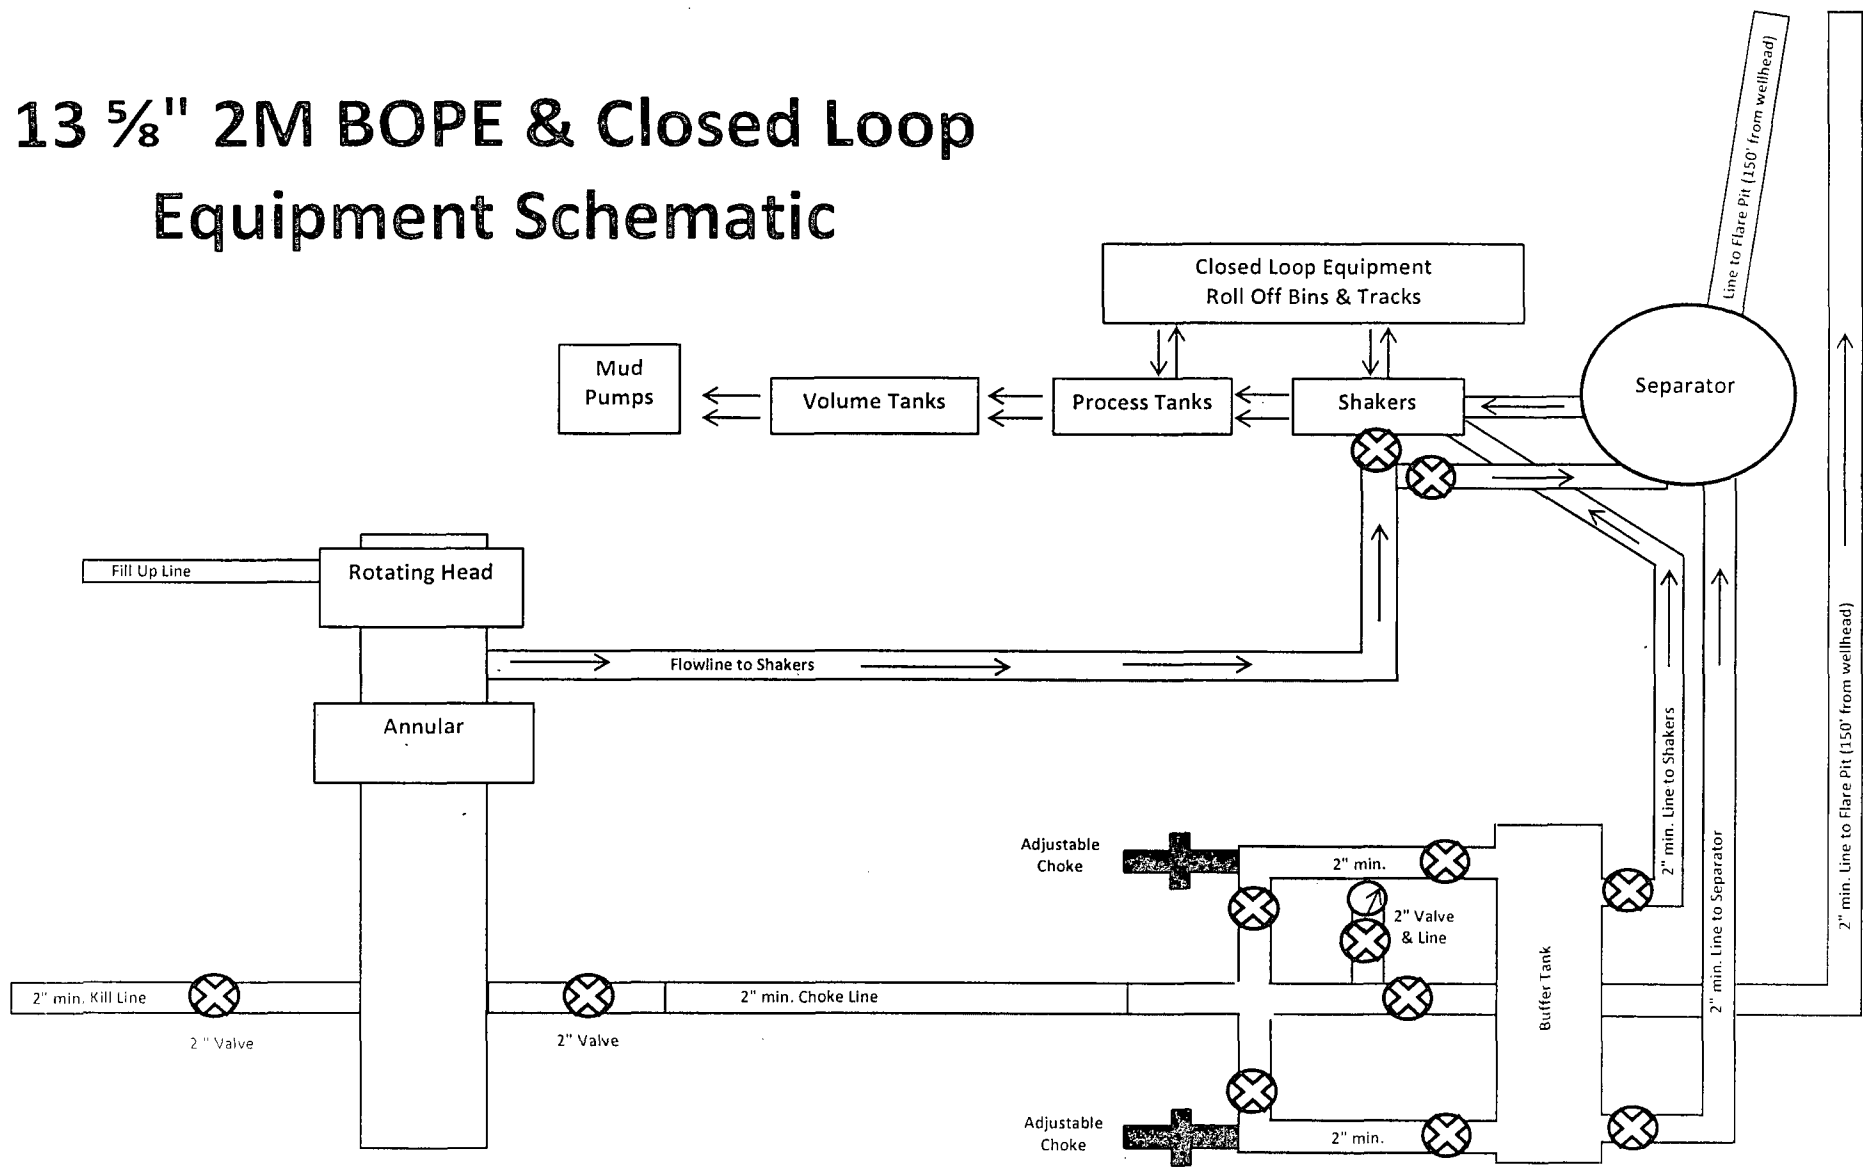 13 ⅝" 2M BOPE & Closed Loop
Equipment Schematic
Line to Flare Pit (150' from wellhead)
Closed Loop Equipment
Roll Off Bins & Tracks
Mud
Pumps
Volume Tanks
Process Tanks
Shakers
Separator
Fill Up Line
Rotating Head
Flowline to Shakers
Annular
2" min. Line to Shakers
2" min. Line to Separator
2" min. Line to Flare Pit (150' from wellhead)
Adjustable
Choke
2" min.
2" Valve
& Line
Buffer Tank
2" min. Kill Line
2" min. Choke Line
2 " Valve
2" Valve
Adjustable
Choke
2" min.